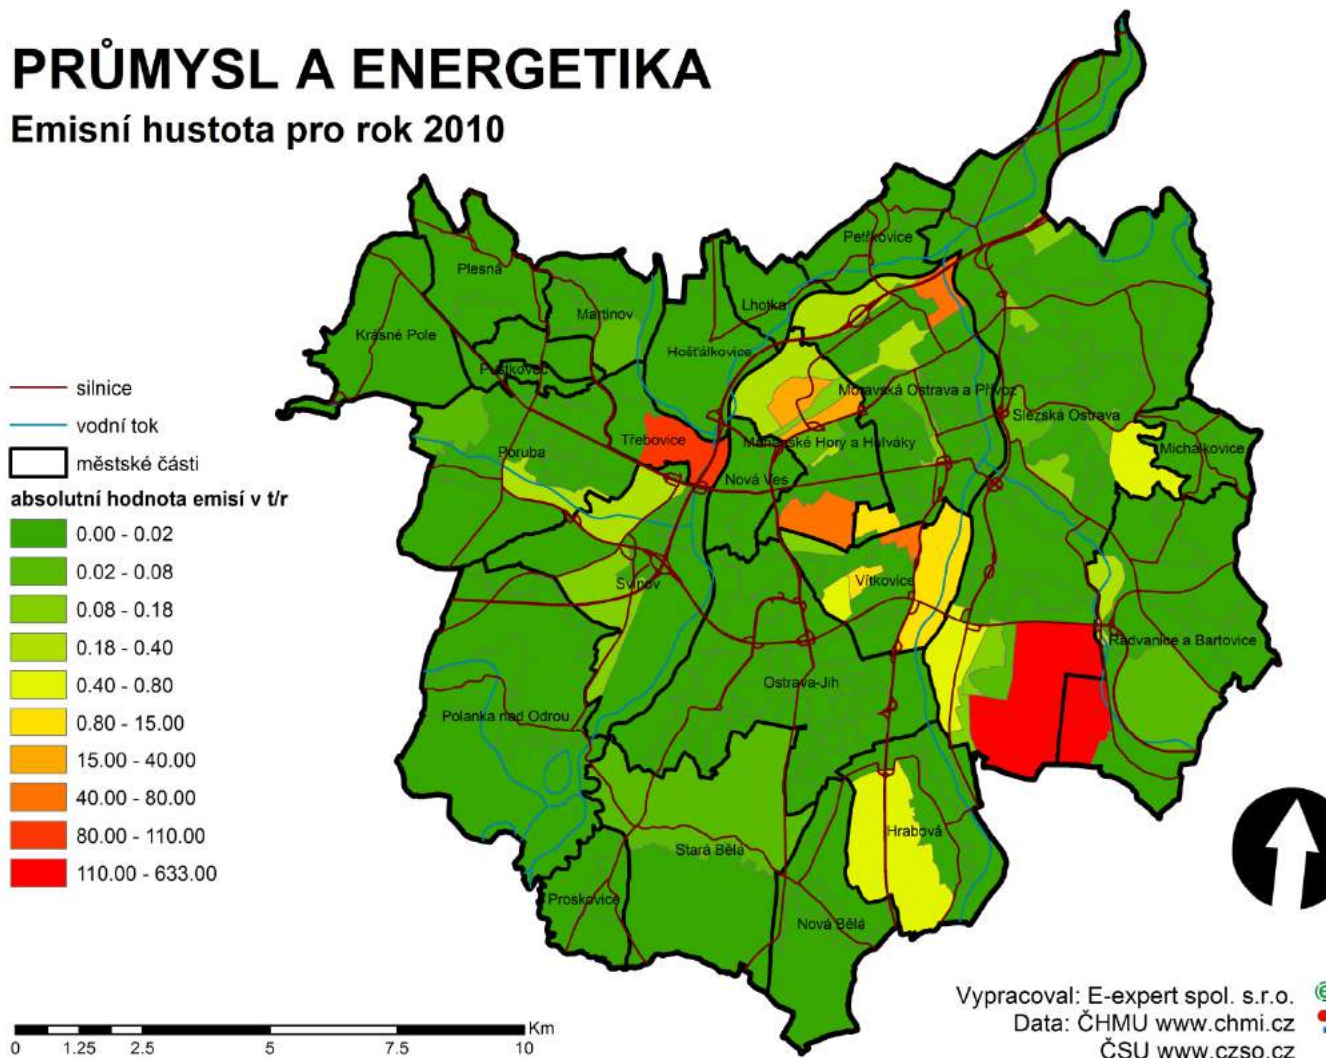 PRŮMYSL A ENERGETIKA
Emisní hustota pro rok 2010
silnice
vodní tok
městské části
absolutní hodnota emisí v t/r
0.00 - 0.02
0.02 - 0.08
0.08 - 0.18
0.18 - 0.40
0.40 - 0.80
0.80 - 15.00
15.00 - 40.00
40.00 - 80.00
80.00 - 110.00
110.00 - 633.00
Petřkovice
Plesná
Lhotka
Martinov
Krásné Pole
Hošťálkovice
Pustkovec
Moravská Ostrava a Přívoz
Slezská Ostrava
Třebovice
Mariánské Hory a Hulváky
Michálkovice
Poruba
Nová Ves
Svinov
Vítkovice
Radvanice a Bartovice
Ostrava-Jih
Polanka nad Odrou
Hrabová
Stará Bělá
Proskovice
Nová Bělá
0 1.25 2.5 5 7.5 10 Km
Vypracoval: E-expert spol. s.r.o.
Data: ČHMU www.chmi.cz
ČSU www.czso.cz